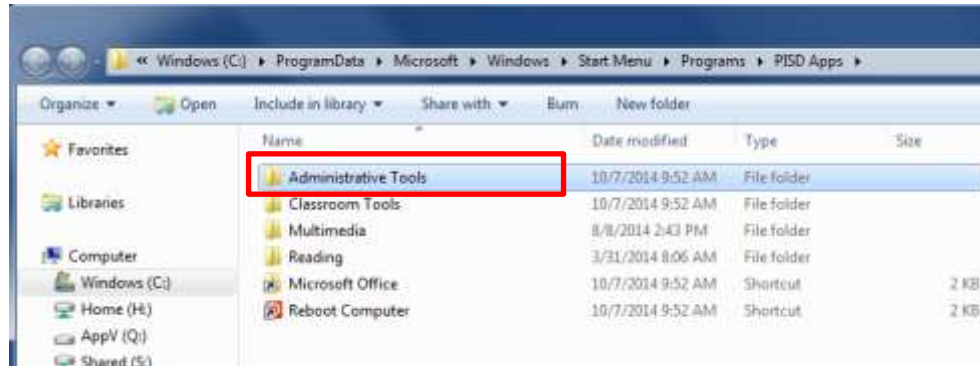 « Windows (C:) ▸ ProgramData ▸ Microsoft ▸ Windows ▸ Start Menu ▸ Programs ▸ PISD Apps ▸
Organize Open Include in library Share with Burn New folder
Name Date modified Type Size
Favorites
Administrative Tools 10/7/2014 9:52 AM File folder
Libraries Classroom Tools 10/7/2014 9:52 AM File folder
Multimedia 8/8/2014 2:43 PM File folder
Computer Reading 3/31/2014 8:06 AM File folder
Windows (C:) Microsoft Office 10/7/2014 9:52 AM Shortcut 2 KB
Home (H:) Reboot Computer 10/7/2014 9:52 AM Shortcut 2 KB
AppV (Q:)
Shared (S:)